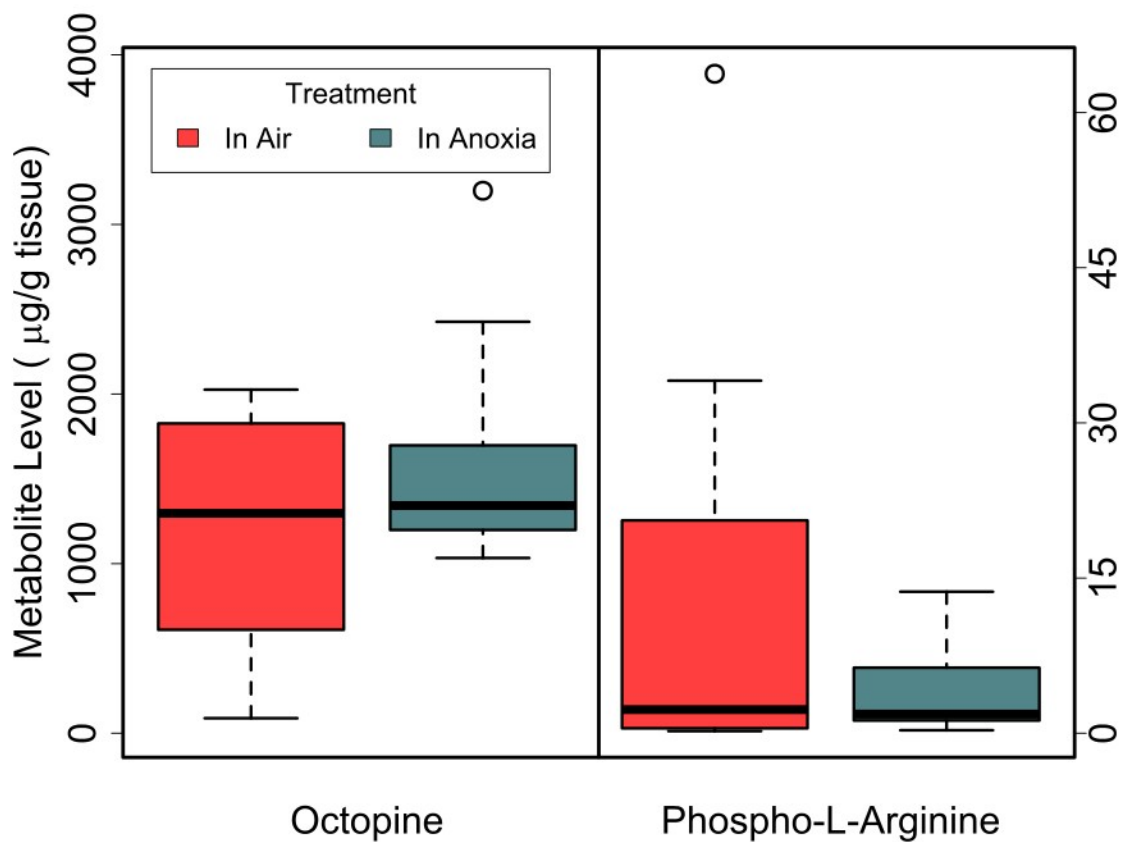 Metabolite Level ( μg/g tissue)
4000
3000
2000
1000
0
Treatment
In Air
In Anoxia
60
45
30
15
0
Octopine
Phospho-L-Arginine